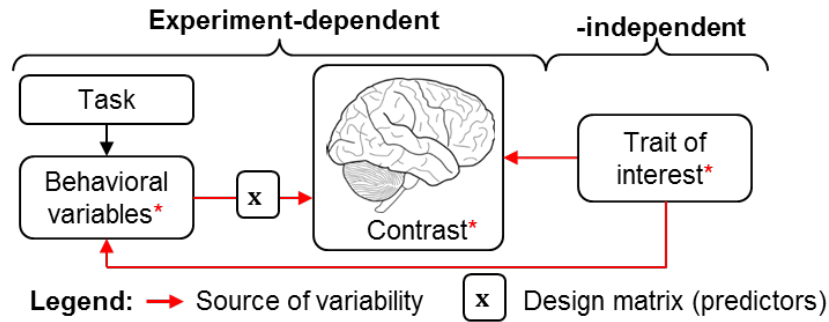 Experiment-dependent
-independent
Task
Behavioral
variables*
x
Contrast*
Trait of
interest*
Legend: Source of variability x Design matrix (predictors)